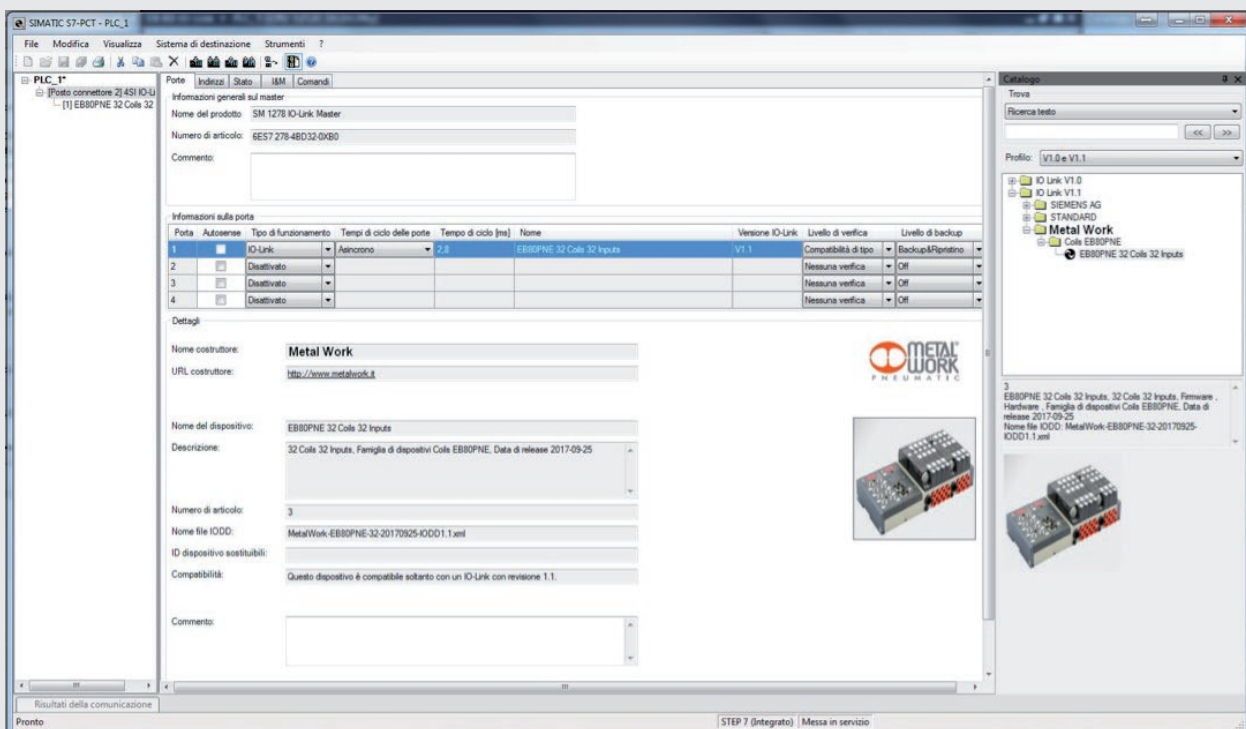 SIMATIC S7-PCT - PLC_1
File Modifica Visualizza Sistema di destinazione Strumenti ?
PLC_1*
[Posto connettore 2] 4SI IO-Li
[1] EB80PNE 32 Coils 32
Porte Indirizzi Stato I&M Comandi
Informazioni generali sul master
Nome del prodotto SM 1278 IO-Link Master
Numero di articolo: 6ES7 278-4BD32-0XB0
Commento:
Informazioni sulla porta
Porta Autosense Tipo di funzionamento Tempi di ciclo delle porte Tempo di ciclo [ms] Nome Versione IO-Link Livello di verifica Livello di backup
1 IO-Link Asincrono 2,8 EB80PNE 32 Coils 32 Inputs V1.1 Compatibilità di tipo Backup&Ripristino
2 Disattivato Nessuna verifica Off
3 Disattivato Nessuna verifica Off
4 Disattivato Nessuna verifica Off
Dettagli
Nome costruttore: Metal Work
URL costruttore: http://www.metalwork.it
METAL
WORK
PNEUMATIC
Nome del dispositivo: EB80PNE 32 Coils 32 Inputs
Descrizione: 32 Coils 32 Inputs, Famiglia di dispositivi Coils EB80PNE, Data di release 2017-09-25
Numero di articolo: 3
Nome file IODD: MetalWork-EB80PNE-32-20170925-IODD1.1.xml
ID dispositivo sostituibili:
Compatibilità: Questo dispositivo è compatibile soltanto con un IO-Link con revisione 1.1.
Commento:
Catalogo
Trova
Ricerca testo
<< >>
Profilo: V1.0 e V1.1
IO Link V1.0
IO Link V1.1
SIEMENS AG
STANDARD
Metal Work
Coils EB80PNE
EB80PNE 32 Coils 32 Inputs
3
EB80PNE 32 Coils 32 Inputs, 32 Coils 32 Inputs, Firmware ,
Hardware , Famiglia di dispositivi Coils EB80PNE, Data di
release 2017-09-25
Nome file IODD: MetalWork-EB80PNE-32-20170925-
IODD1.1.xml
Risultati della comunicazione
Pronto STEP 7 (Integrato) Messa in servizio